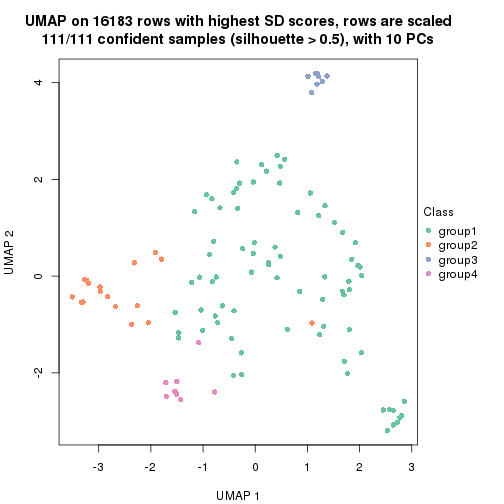 UMAP on 16183 rows with highest SD scores, rows are scaled
111/111 confident samples (silhouette > 0.5), with 10 PCs
4
2
0
-2
UMAP 2
-3
-2
-1
0
1
2
3
UMAP 1
Class
group1
group2
group3
group4